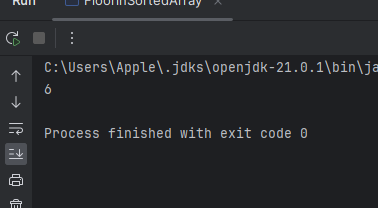 Run FloorInSortedArray
C:\Users\Apple\.jdks\openjdk-21.0.1\bin\ja
6
Process finished with exit code 0